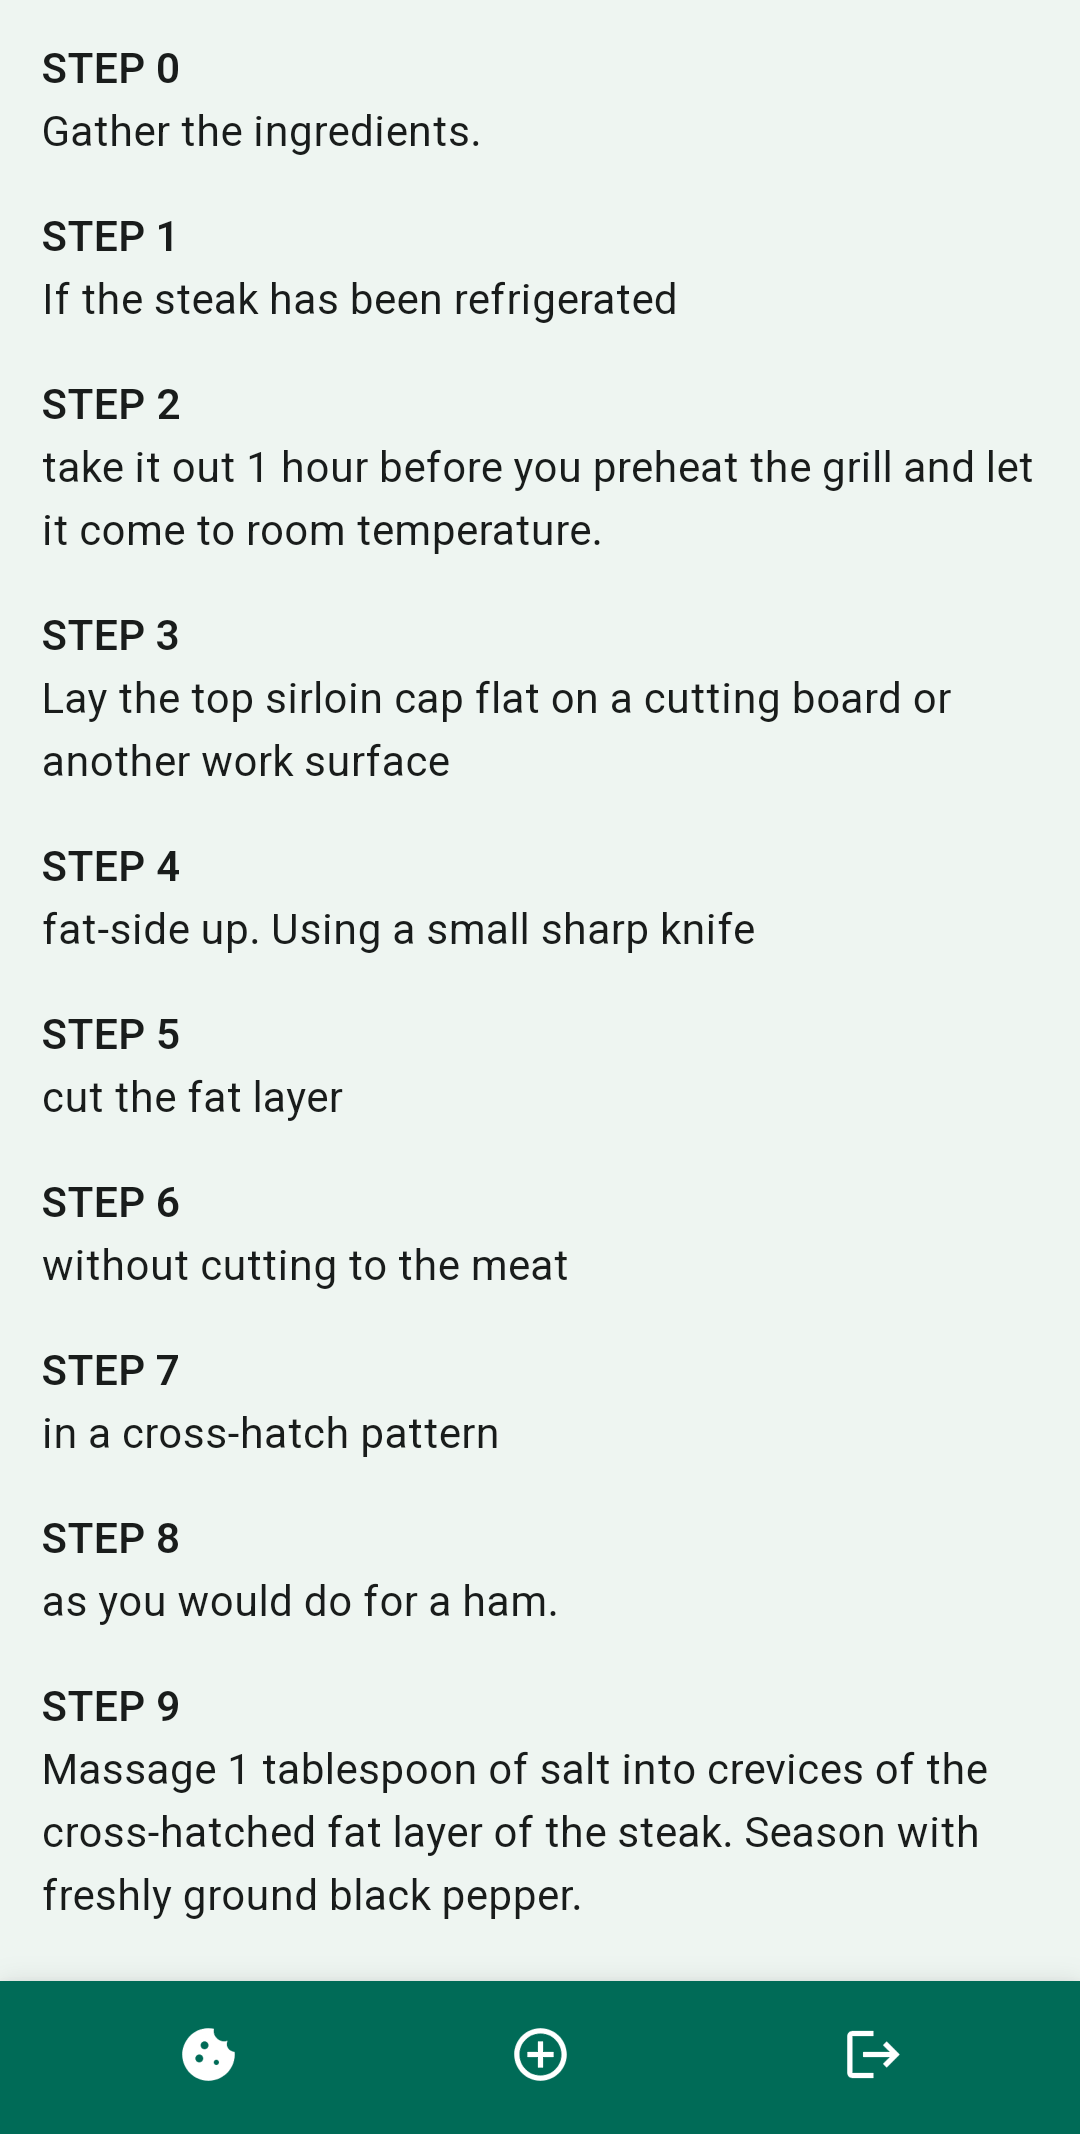 STEP 0
Gather the ingredients.
STEP 1
If the steak has been refrigerated
STEP 2
take it out 1 hour before you preheat the grill and let
it come to room temperature.
STEP 3
Lay the top sirloin cap flat on a cutting board or
another work surface
STEP 4
fat-side up. Using a small sharp knife
STEP 5
cut the fat layer
STEP 6
without cutting to the meat
STEP 7
in a cross-hatch pattern
STEP 8
as you would do for a ham.
STEP 9
Massage 1 tablespoon of salt into crevices of the
cross-hatched fat layer of the steak. Season with
freshly ground black pepper.